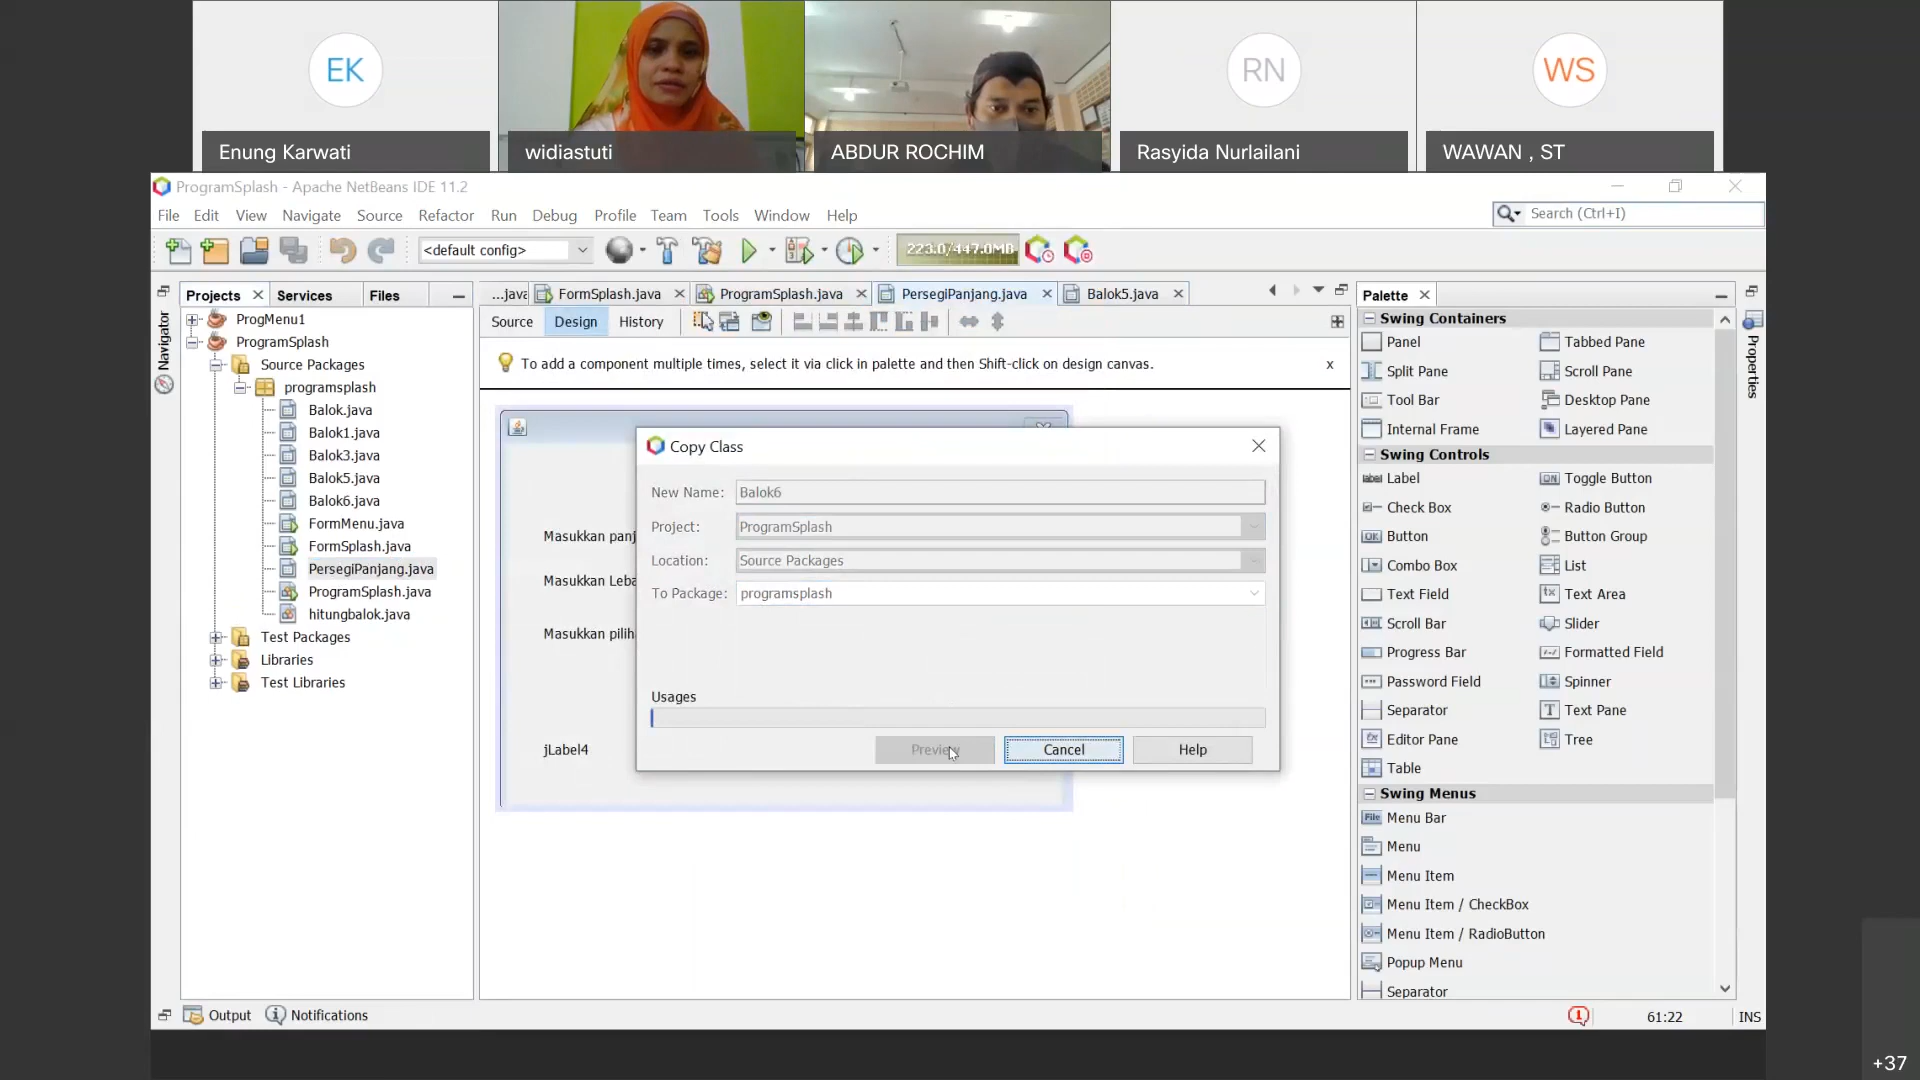 EK
RN
WS
Enung Karwati
widiastuti
ABDUR ROCHIM
Rasyida Nurlailani
WAWAN , ST
ProgramSplash - Apache NetBeans IDE 11.2
File Edit View Navigate Source Refactor Run Debug Profile Team Tools Window Help
Search (Ctrl+I)
<default config>
223.0/447.0MB
Projects
Services
Files
...java
FormSplash.java
ProgramSplash.java
PersegiPanjang.java
Balok5.java
Source
Design
History
To add a component multiple times, select it via click in palette and then Shift-click on design canvas.
x
Navigator
ProgMenu1
ProgramSplash
Source Packages
programsplash
Balok.java
Balok1.java
Balok3.java
Balok5.java
Balok6.java
FormMenu.java
FormSplash.java
PersegiPanjang.java
ProgramSplash.java
hitungbalok.java
Test Packages
Libraries
Test Libraries
Masukkan panj
Masukkan Leba
Masukkan piliha
jLabel4
Copy Class
New Name: Balok6
Project: ProgramSplash
Location: Source Packages
To Package: programsplash
Usages
Preview
Cancel
Help
Palette
Swing Containers
Panel
Tabbed Pane
Split Pane
Scroll Pane
Tool Bar
Desktop Pane
Internal Frame
Layered Pane
Swing Controls
Label
Toggle Button
Check Box
Radio Button
Button
Button Group
Combo Box
List
Text Field
Text Area
Scroll Bar
Slider
Progress Bar
Formatted Field
Password Field
Spinner
Separator
Text Pane
Editor Pane
Tree
Table
Swing Menus
Menu Bar
Menu
Menu Item
Menu Item / CheckBox
Menu Item / RadioButton
Popup Menu
Separator
Properties
Output
Notifications
61:22
INS
+37